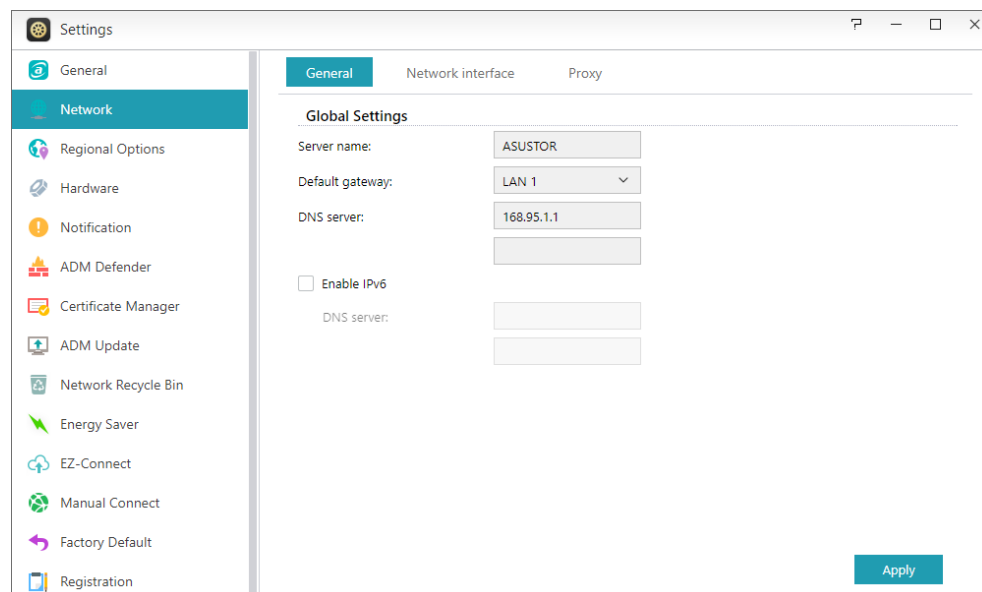 Settings
General
Network
Regional Options
Hardware
Notification
ADM Defender
Certificate Manager
ADM Update
Network Recycle Bin
Energy Saver
EZ-Connect
Manual Connect
Factory Default
Registration
General Network interface Proxy
Global Settings
Server name: ASUSTOR
Default gateway: LAN 1
DNS server: 168.95.1.1
Enable IPv6
DNS server:
Apply